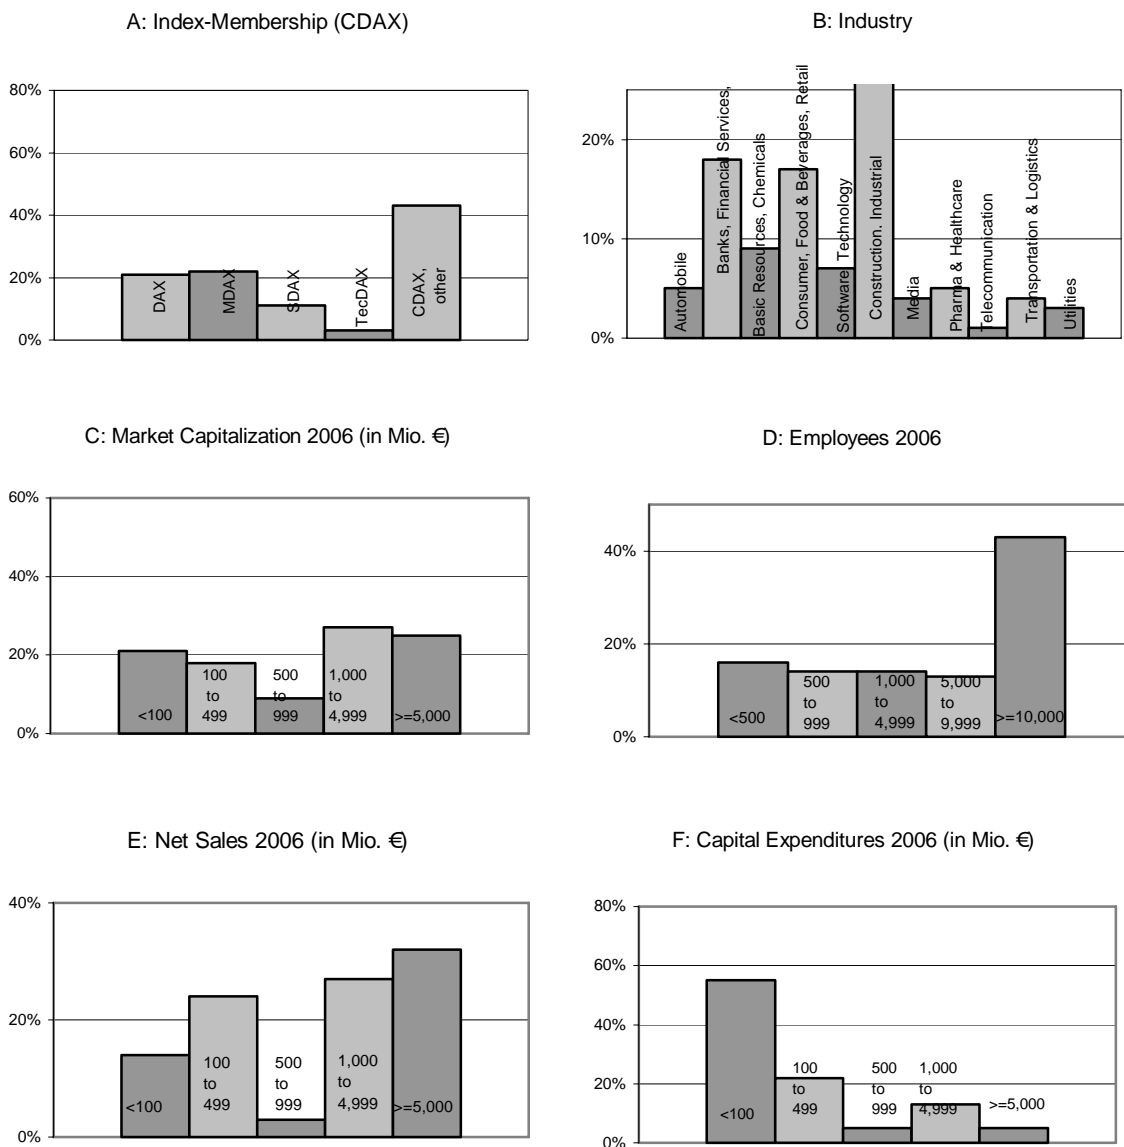 A: Index-Membership (CDAX)
80%
60%
40%
20%
0%
DAX
MDAX
SDAX
TecDAX
CDAX,
other
B: Industry
20%
10%
0%
Automobile
Banks, Financial Services,
Basic Resources, Chemicals
Consumer, Food & Beverages, Retail
Software, Technology
Construction. Industrial
Media
Pharma & Healthcare
Telecommunication
Transportation & Logistics
Utilities
C: Market Capitalization 2006 (in Mio. €)
60%
40%
20%
0%
<100
100
to
499
500
to
999
1,000
to
4,999
>=5,000
D: Employees 2006
40%
20%
0%
<500
500
to
999
1,000
to
4,999
5,000
to
9,999
>=10,000
E: Net Sales 2006 (in Mio. €)
40%
20%
0%
<100
100
to
499
500
to
999
1,000
to
4,999
>=5,000
F: Capital Expenditures 2006 (in Mio. €)
80%
60%
40%
20%
0%
<100
100
to
499
500
to
999
1,000
to
4,999
>=5,000